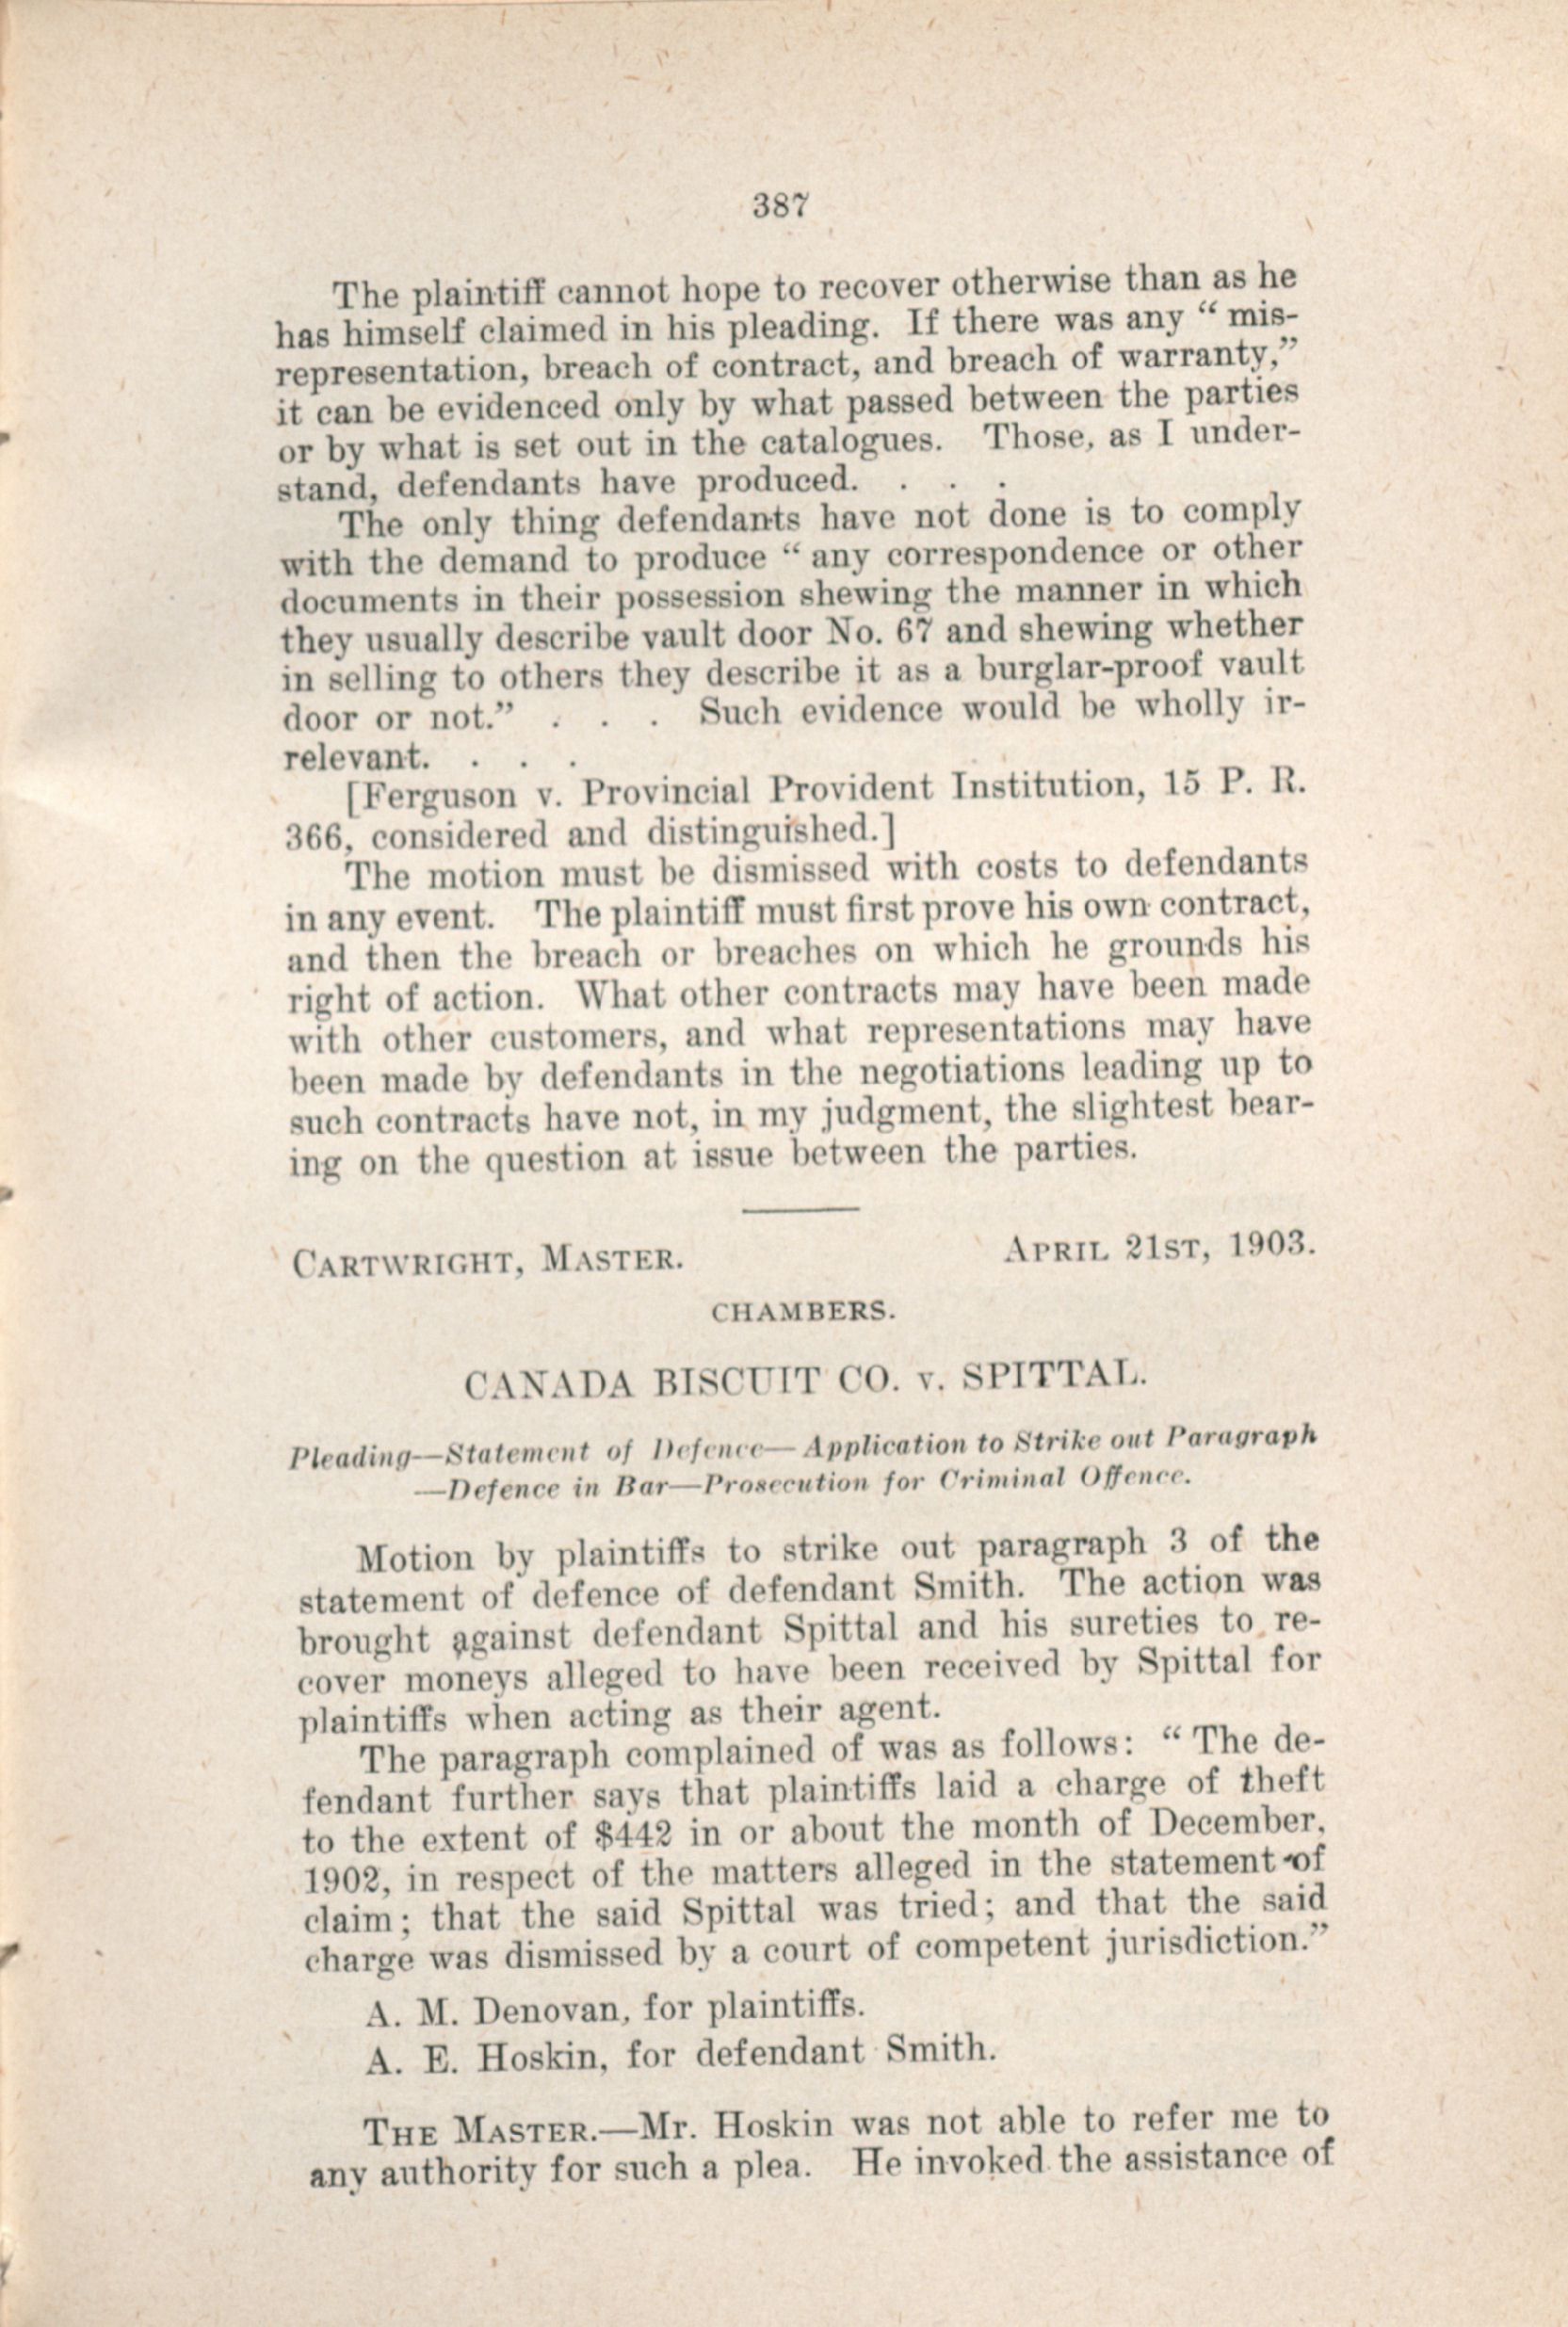 387
The plaintiff cannot hope to recover otherwise than as he
has himself claimed in his pleading. If there was any “ mis-
representation, breach of contract, and breach of warranty,”
it can be evidenced only by what passed between the parties
or by what is set out in the catalogues. Those, as I under-
stand, defendants have produced. . . .
The only thing defendants have not done is to comply
with the demand to produce “ any correspondence or other
documents in their possession shewing the manner in which
they usually describe vault door No. 67 and shewing whether
in selling to others they describe it as a burglar-proof vault
door or not.” . . . Such evidence would be wholly ir-
relevant. . . .
[Ferguson v. Provincial Provident Institution, 15 P. R.
366, considered and distinguished.]
The motion must be dismissed with costs to defendants
in any event. The plaintiff must first prove his own contract,
and then the breach or breaches on which he grounds his
right of action. What other contracts may have been made
with other customers, and what representations may have
been made by defendants in the negotiations leading up to
such contracts have not, in my judgment, the slightest bear-
ing on the question at issue between the parties.
CARTWRIGHT, MASTER. APRIL 21ST, 1903.
CHAMBERS.
CANADA BISCUIT CO. v. SPITTAL.
Pleading—Statement of Defence—Application to Strike out Paragraph
—Defence in Bar—Prosecution for Criminal Offence.
Motion by plaintiffs to strike out paragraph 3 of the
statement of defence of defendant Smith. The action was
brought against defendant Spittal and his sureties to re-
cover moneys alleged to have been received by Spittal for
plaintiffs when acting as their agent.
The paragraph complained of was as follows: “ The de-
fendant further says that plaintiffs laid a charge of theft
to the extent of $442 in or about the month of December,
1902, in respect of the matters alleged in the statement of
claim; that the said Spittal was tried; and that the said
charge was dismissed by a court of competent jurisdiction.”
A. M. Denovan, for plaintiffs.
A. E. Hoskin, for defendant Smith.
THE MASTER.—Mr. Hoskin was not able to refer me to
any authority for such a plea. He invoked the assistance of